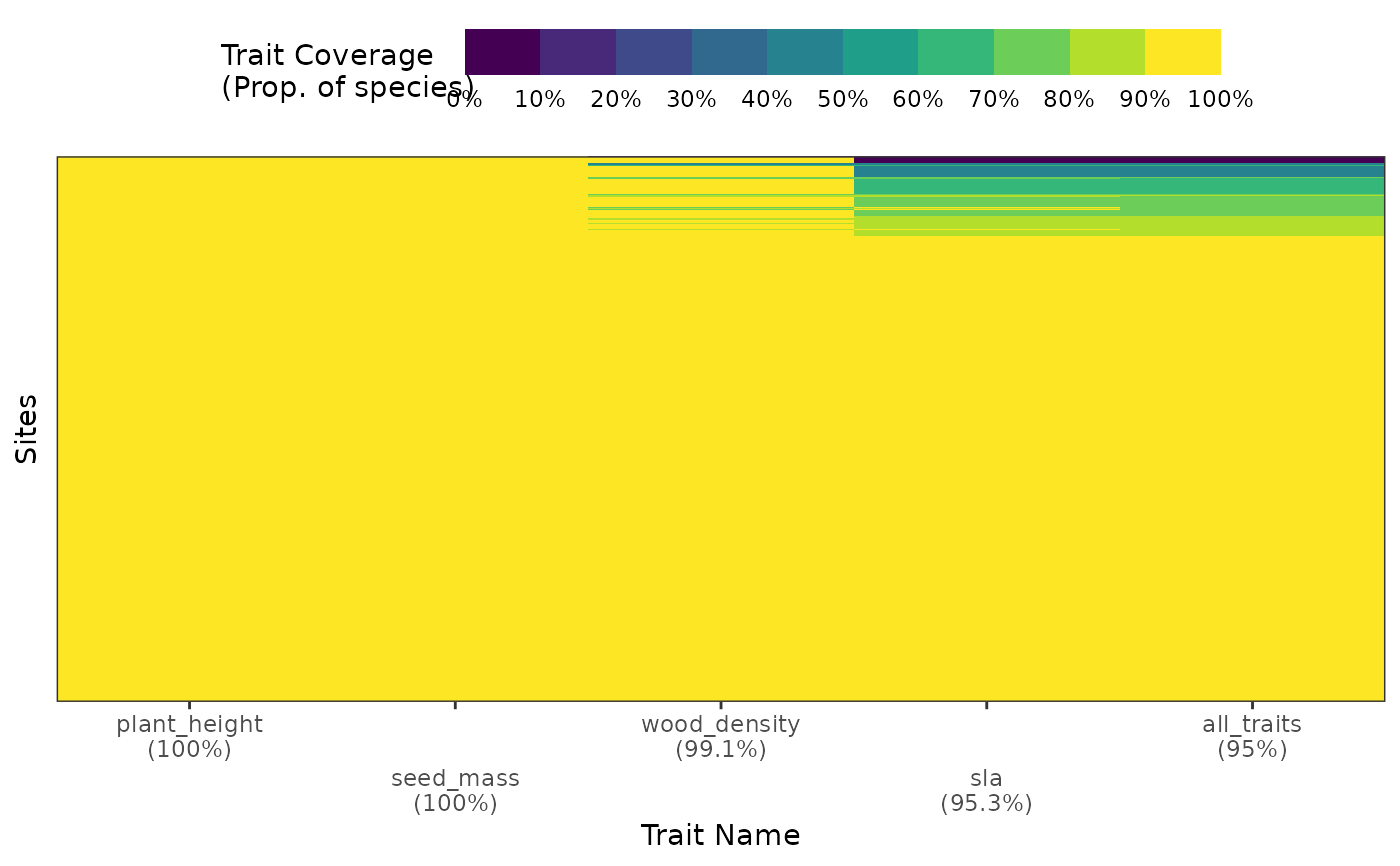 Trait Coverage
(Prop. of species)
0% 10% 20% 30% 40% 50% 60% 70% 80% 90% 100%
Sites
plant_height
(100%)
seed_mass
(100%)
wood_density
(99.1%)
sla
(95.3%)
all_traits
(95%)
Trait Name